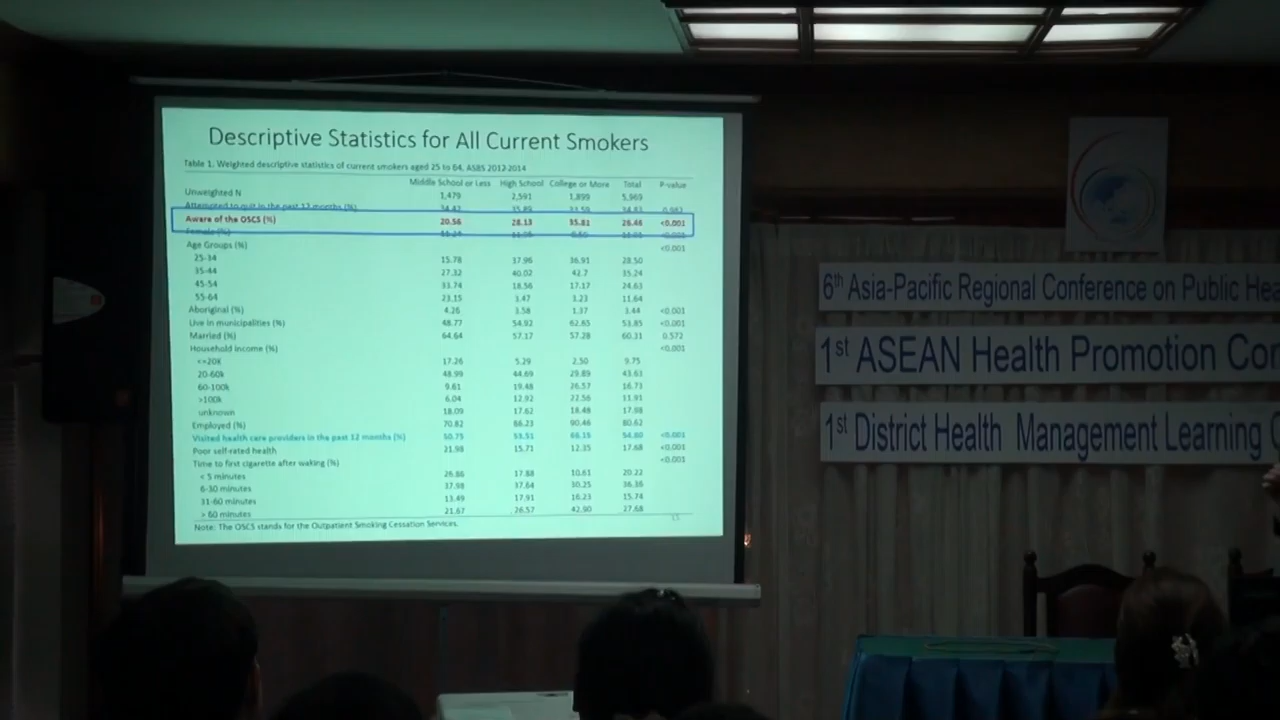 Descriptive Statistics for All Current Smokers
Table 1. Weighted descriptive statistics of current smokers aged 25 to 64, ASBS 2012-2014
Middle School or Less High School College or More Total P-value
Unweighted N 1,479 2,591 1,899 5,969
Attempted to quit in the past 12 months (%)
Aware of the OSCS (%) 20.56 28.13 35.81 <0.001
Female (%)
Age Groups (%) <0.001
25-34 15.78 37.96 36.91 28.50
35-44 27.32 40.02 42.7 35.24
45-54 33.74 18.56 17.17 24.63
55-64 23.15 3.47 3.23 11.64
Aboriginal (%) 4.26 3.58 1.37 3.44 <0.001
Live in municipalities (%) 48.77 54.92 62.65 53.85 <0.001
Married (%) 64.64 57.17 57.28 60.31 0.572
Household income (%) <0.001
<=20K 17.26 5.29 2.50 9.75
20-60k 48.99 44.69 29.89 43.63
60-100k 9.61 19.48 26.57 16.73
>100k 6.04 12.92 22.56 11.91
unknown 18.09 17.62 18.48 17.98
Employed (%) 70.82 86.23 90.46 80.62
Visited health care providers in the past 12 months (%) 50.75 53.51 66.15 54.80 <0.001
Poor self-rated health 21.98 15.71 12.35 17.68 <0.001
Time to first cigarette after waking (%) <0.001
< 5 minutes 26.86 17.88 10.61 20.22
6-30 minutes 37.98 37.64 30.25 36.36
31-60 minutes 13.49 17.91 16.23 15.74
> 60 minutes 21.67 26.57 42.90 27.68
Note: The OSCS stands for the Outpatient Smoking Cessation Services.
6th Asia-Pacific Regional Conference on Public Hea
1st ASEAN Health Promotion Con
1st District Health Management Learning